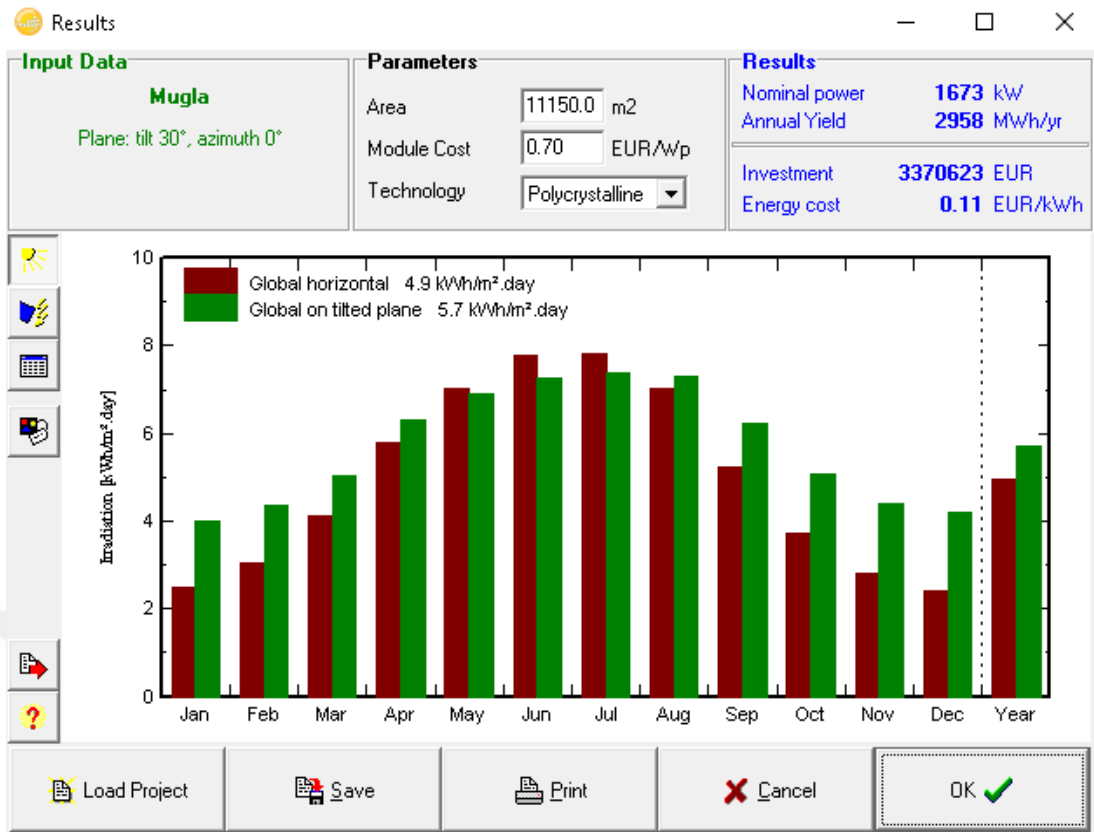 Results
Input Data
Mugla
Plane: tilt 30°, azimuth 0°
Parameters
Area 11150.0 m2
Module Cost 0.70 EUR/Wp
Technology Polycrystalline
Results
Nominal power 1673 kW
Annual Yield 2958 MWh/yr
Investment 3370623 EUR
Energy cost 0.11 EUR/kWh
Global horizontal 4.9 kWh/m².day
Global on tilted plane 5.7 kWh/m².day
Irradiation [kWh/m².day]
10
8
6
4
2
0
Jan Feb Mar Apr May Jun Jul Aug Sep Oct Nov Dec Year
Load Project Save Print Cancel OK